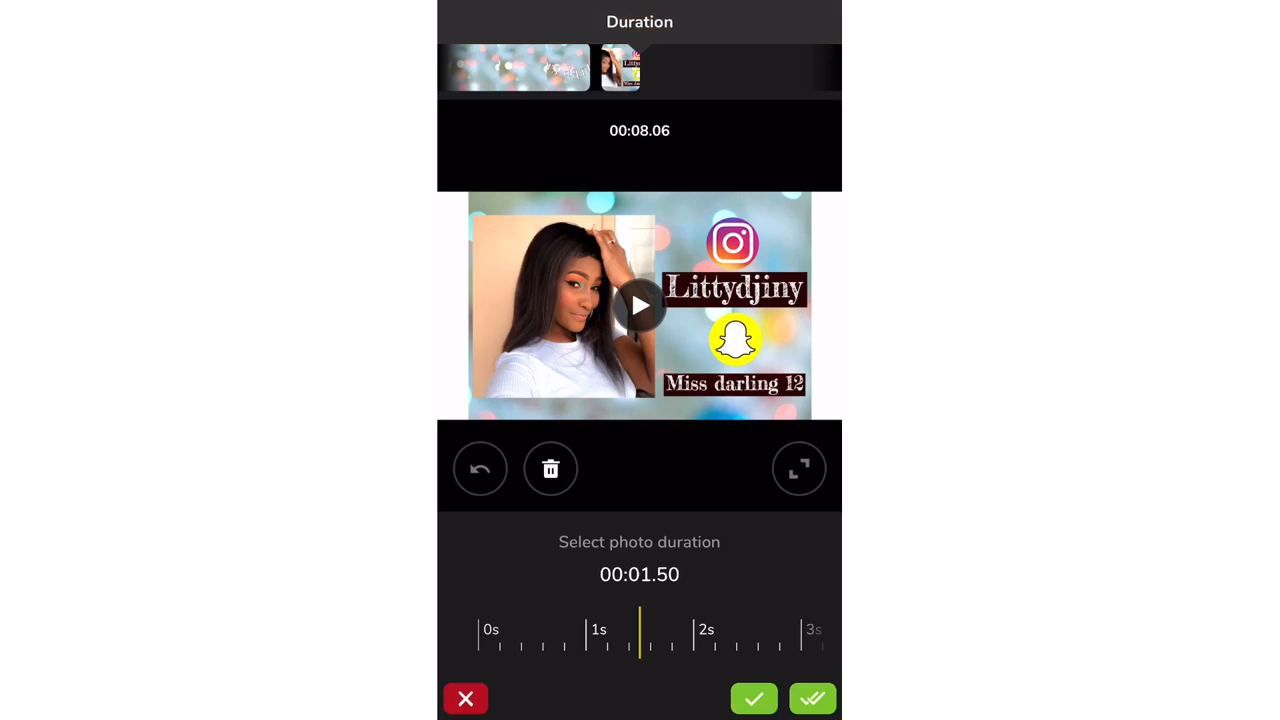 Duration
00:08.06
Littydjiny
Miss darling 12
Select photo duration
00:01.50
0s 1s 2s 3s